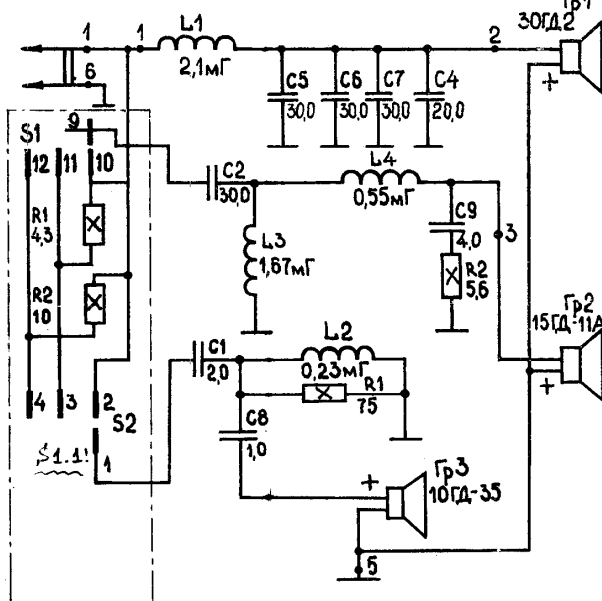 Гр1
30ГД2
1 1 L1 2
2,1мГ
6
C5 C6 C7 C4
30,0 30,0 30,0 20,0
+
S1 9
12 11 10
C2
30,0
L4
0,55мГ
R1
4,3
L3
1,67мГ
C9
4,0
3
R2
5,6
R2
10
Гр2
15ГД-11А
+
C1
2,0
L2
0,23мГ
R1
75
4 3 2
S2
C8
1,0
S1.1
1
+
Гр3
10ГД-35
5